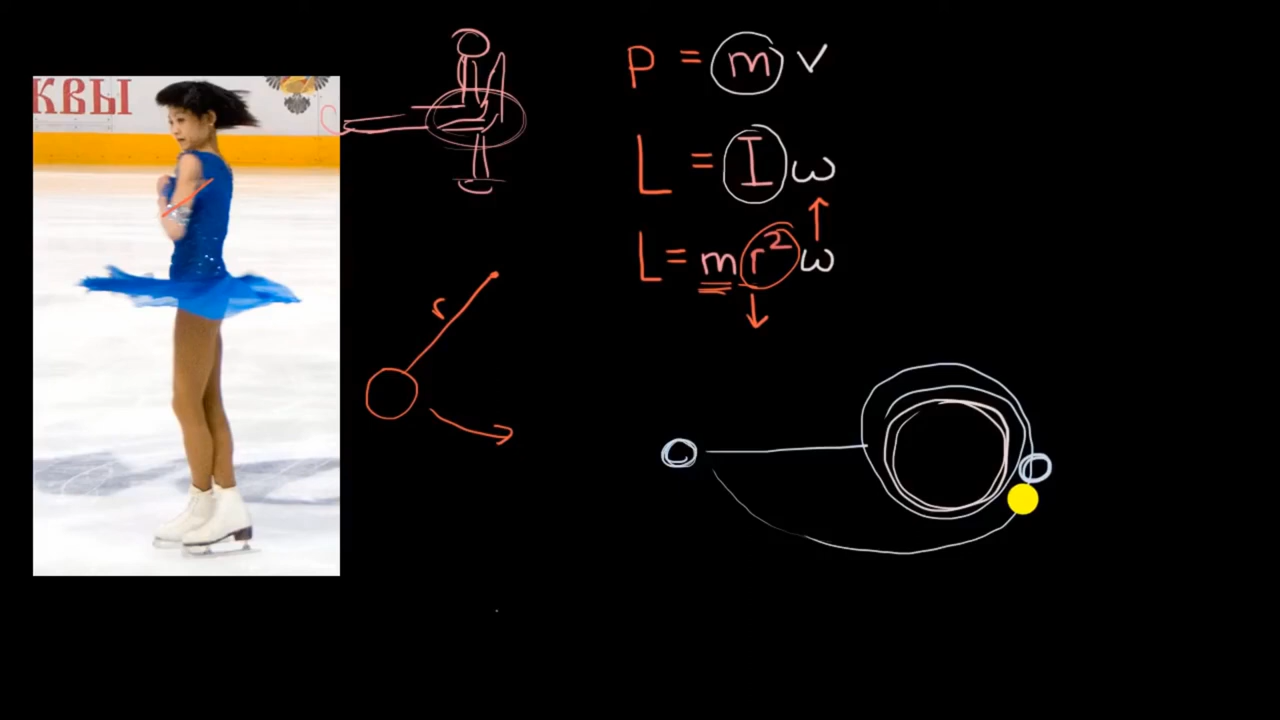 КВЫ
p = m v
L = I ω
L = m r² ω
r